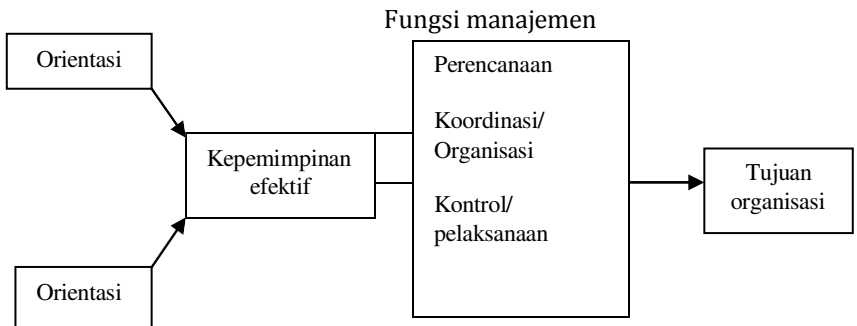 Fungsi manajemen
Orientasi
Perencanaan
Koordinasi/
Organisasi
Kontrol/
pelaksanaan
Kepemimpinan
efektif
Tujuan
organisasi
Orientasi